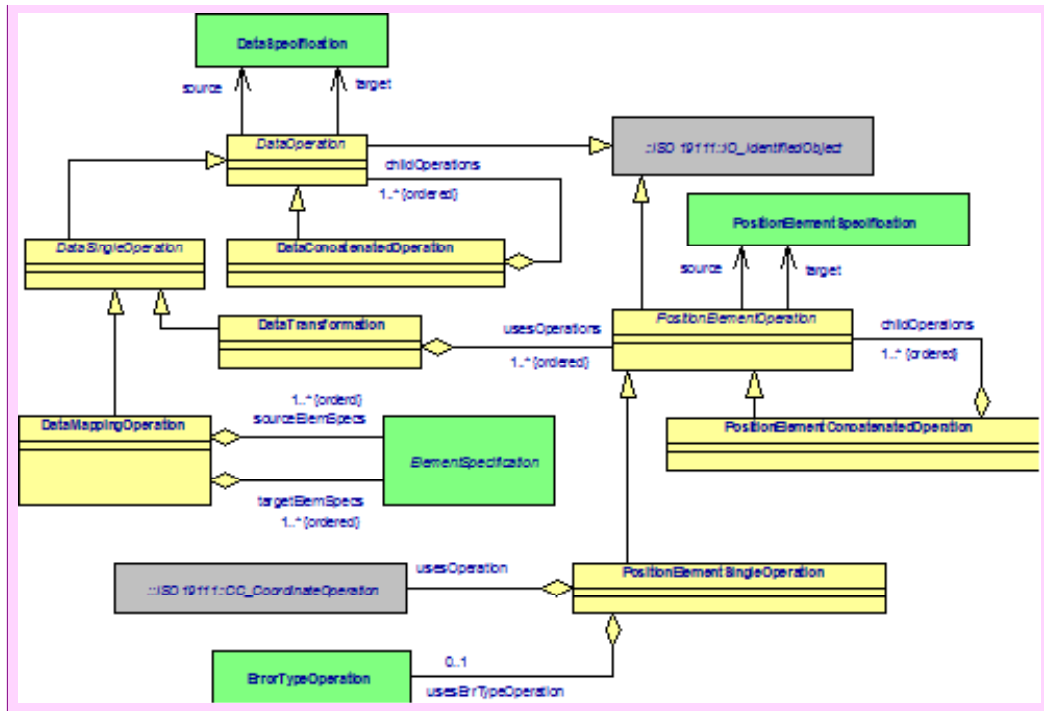 DataSpecification
source
target
DataOperation
childOperations
1..* {ordered}
::ISO 19111::IO_IdentifiedObject
PositionElementSpecification
DataSingleOperation
DataConcatenatedOperation
source
target
DataTransformation
usesOperations
1..* {ordered}
PositionElementOperation
childOperations
1..* {ordered}
1..* {orderd}
DataMappingOperation
sourceElemSpecs
PositionElementConcatenatedOperation
ElementSpecification
targetElemSpecs
1..* {ordered}
usesOperation
PositionElementSingleOperation
::ISO 19111::CC_CoordinateOperation
0..1
ErrorTypeOperation
usesErrTypeOperation